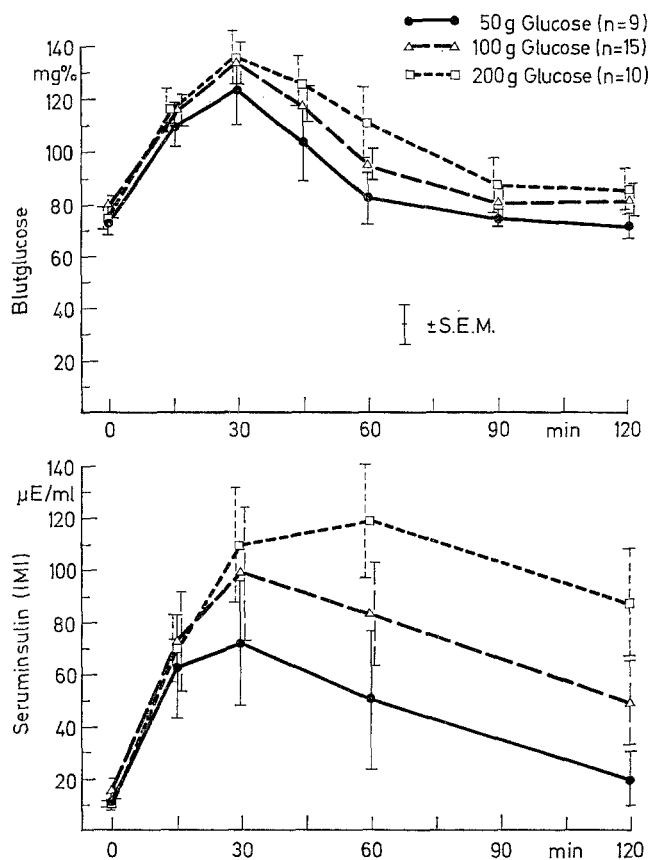 50 g Glucose (n=9)
100 g Glucose (n=15)
200 g Glucose (n=10)
160
mg%
140
120
100
80
60
40
20
Blutglucose
± S.E.M.
0 30 60 90 min 120
140
µE/ml
120
100
80
60
40
20
Seruminsulin (IMI)
0 30 60 90 min 120